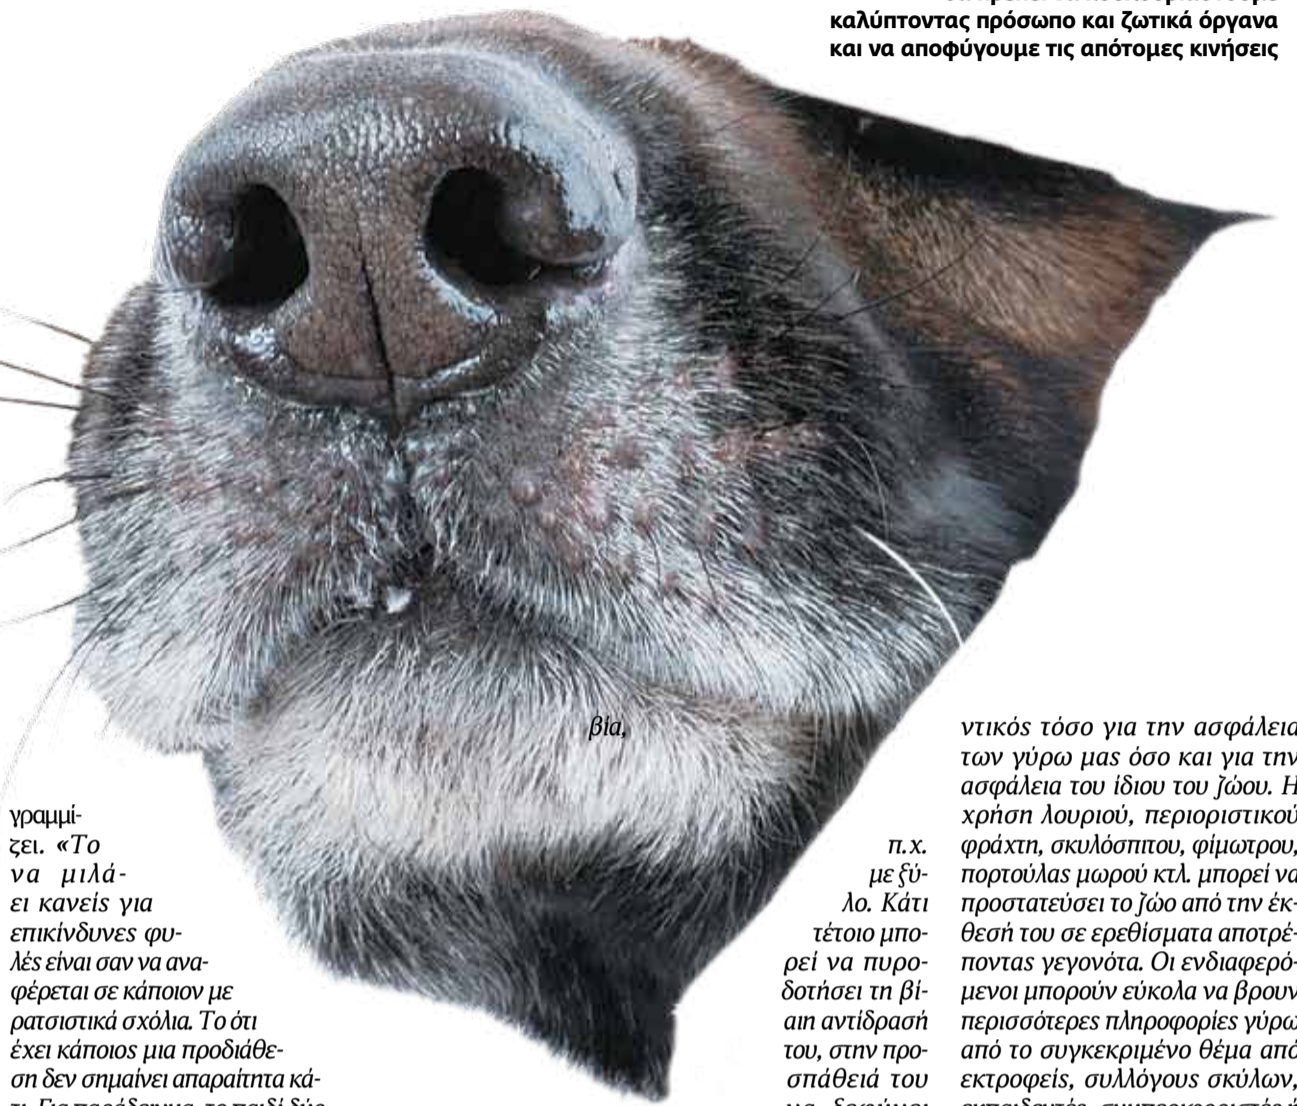 καλύπτοντας πρόσωπο και ζωτικά όργανα
και να αποφύγουμε τις απότομες κινήσεις
γραμμί-
ζει. «Το
να μιλά-
ει κανείς για
επικίνδυνες φυ-
λές είναι σαν να ανα-
φέρεται σε κάποιον με
ρατσιστικά σχόλια. Το ότι
έχει κάποιος μια προδιάθε-
ση δεν σημαίνει απαραίτητα κά-
βία,
π.χ.
με ξύ-
λο. Κάτι
τέτοιο μπο-
ρεί να πυρο-
δοτήσει τη βί-
αιη αντίδρασή
του, στην προ-
σπάθειά του
ντικός τόσο για την ασφάλεια
των γύρω μας όσο και για την
ασφάλεια του ίδιου του ζώου. Η
χρήση λουριού, περιοριστικού
φράχτη, σκυλόσπιτου, φίμωτρου,
πορτούλας μωρού κτλ. μπορεί να
προστατεύσει το ζώο από την έκ-
θεσή του σε ερεθίσματα αποτρέ-
ποντας γεγονότα. Οι ενδιαφερό-
μενοι μπορούν εύκολα να βρουν
περισσότερες πληροφορίες γύρω
από το συγκεκριμένο θέμα από
εκτροφείς, συλλόγους σκύλων,